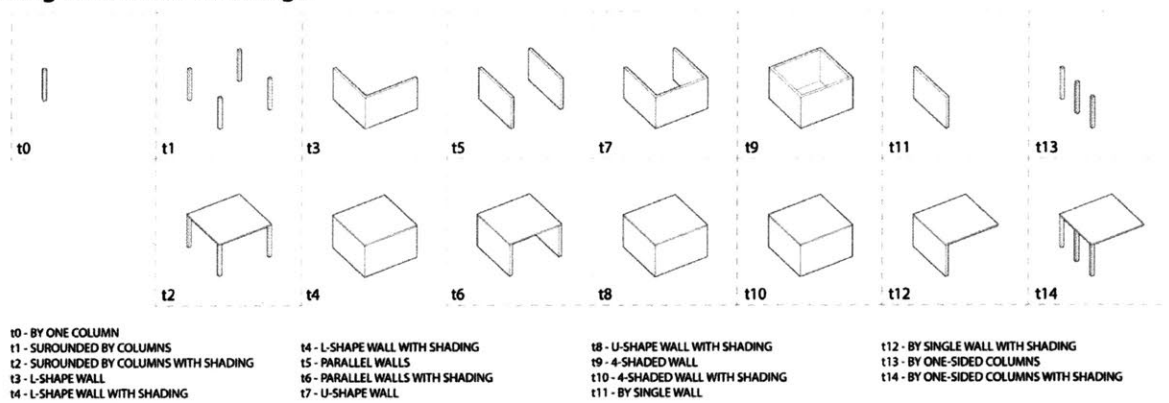 t0
t1
t3
t5
t7
t9
t11
t13
t2
t4
t6
t8
t10
t12
t14
t0 - BY ONE COLUMN
t1 - SUROUNDED BY COLUMNS
t2 - SUROUNDED BY COLUMNS WITH SHADING
t3 - L-SHAPE WALL
t4 - L-SHAPE WALL WITH SHADING
t4 - L-SHAPE WALL WITH SHADING
t5 - PARALLEL WALLS
t6 - PARALLEL WALLS WITH SHADING
t7 - U-SHAPE WALL
t8 - U-SHAPE WALL WITH SHADING
t9 - 4-SHADED WALL
t10 - 4-SHADED WALL WITH SHADING
t11 - BY SINGLE WALL
t12 - BY SINGLE WALL WITH SHADING
t13 - BY ONE-SIDED COLUMNS
t14 - BY ONE-SIDED COLUMNS WITH SHADING